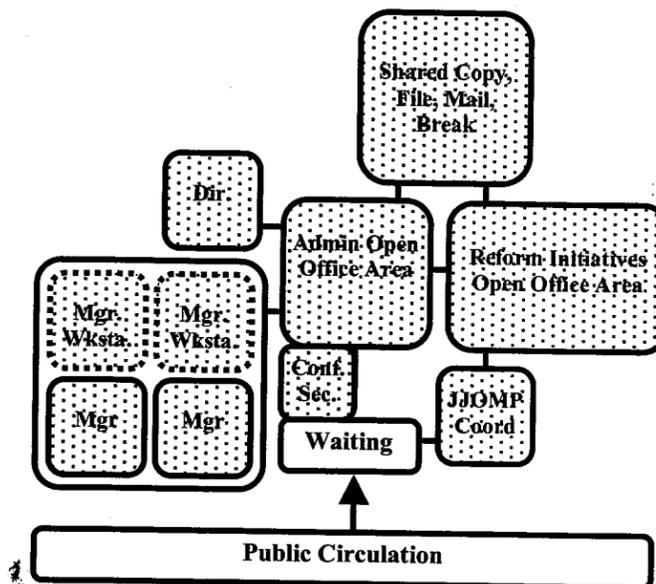 Shared Copy,
File, Mail,
Break
Dir
Admin Open
Office Area
Reform Initiatives
Open Office Area
Mgr.
Wksta.
Mgr.
Wksta.
Conf.
Sec.
Mgr
Mgr
JJOMP
Coord
Waiting
Public Circulation